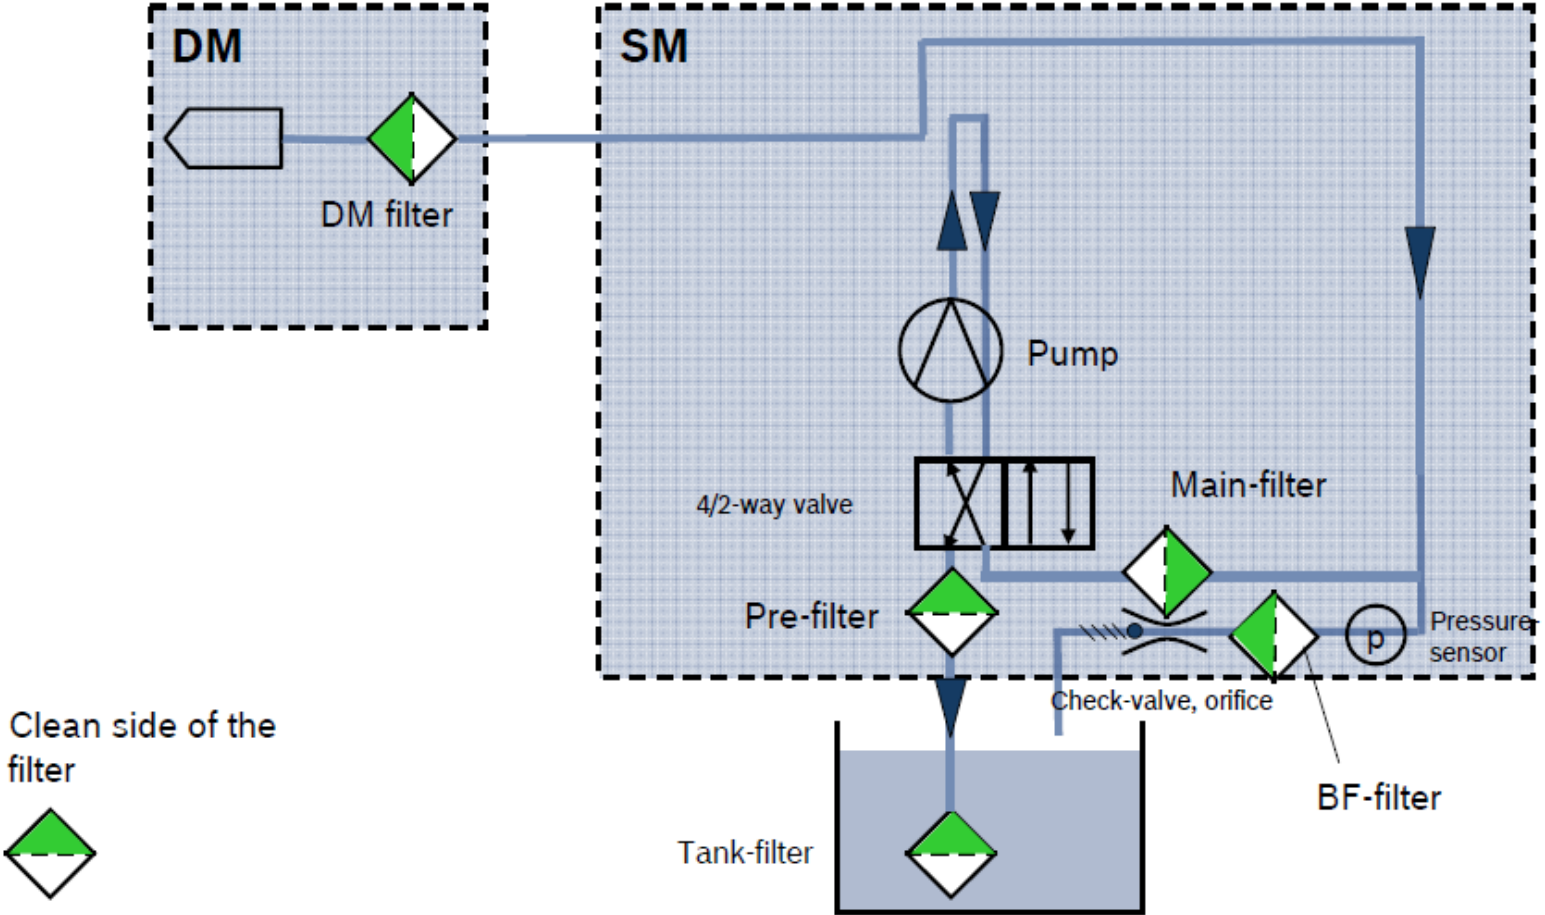 DM
SM
DM filter
Pump
4/2-way valve
Main-filter
Pre-filter
p
Pressure-
sensor
Check-valve, orifice
Clean side of the
filter
BF-filter
Tank-filter